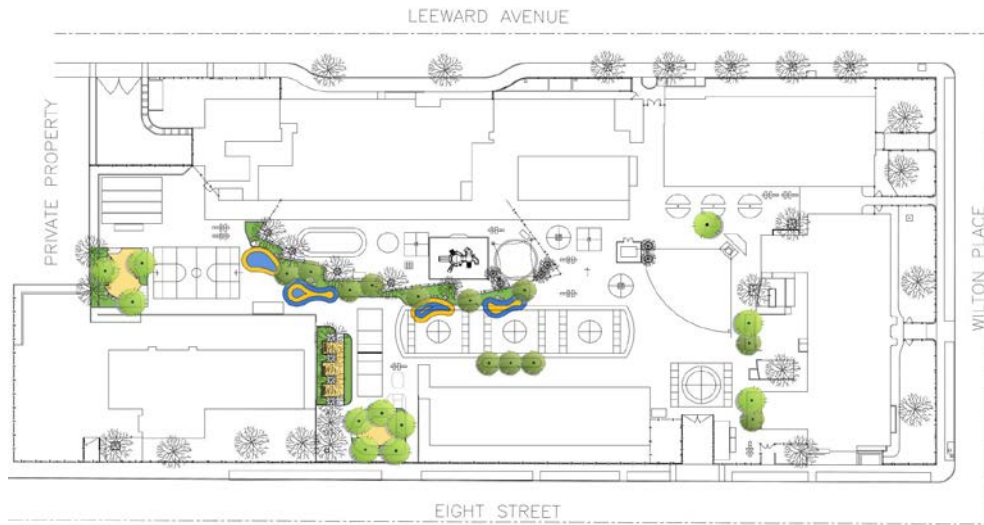 LEEWARD AVENUE
PRIVATE PROPERTY
WILTON PLACE
EIGHT STREET